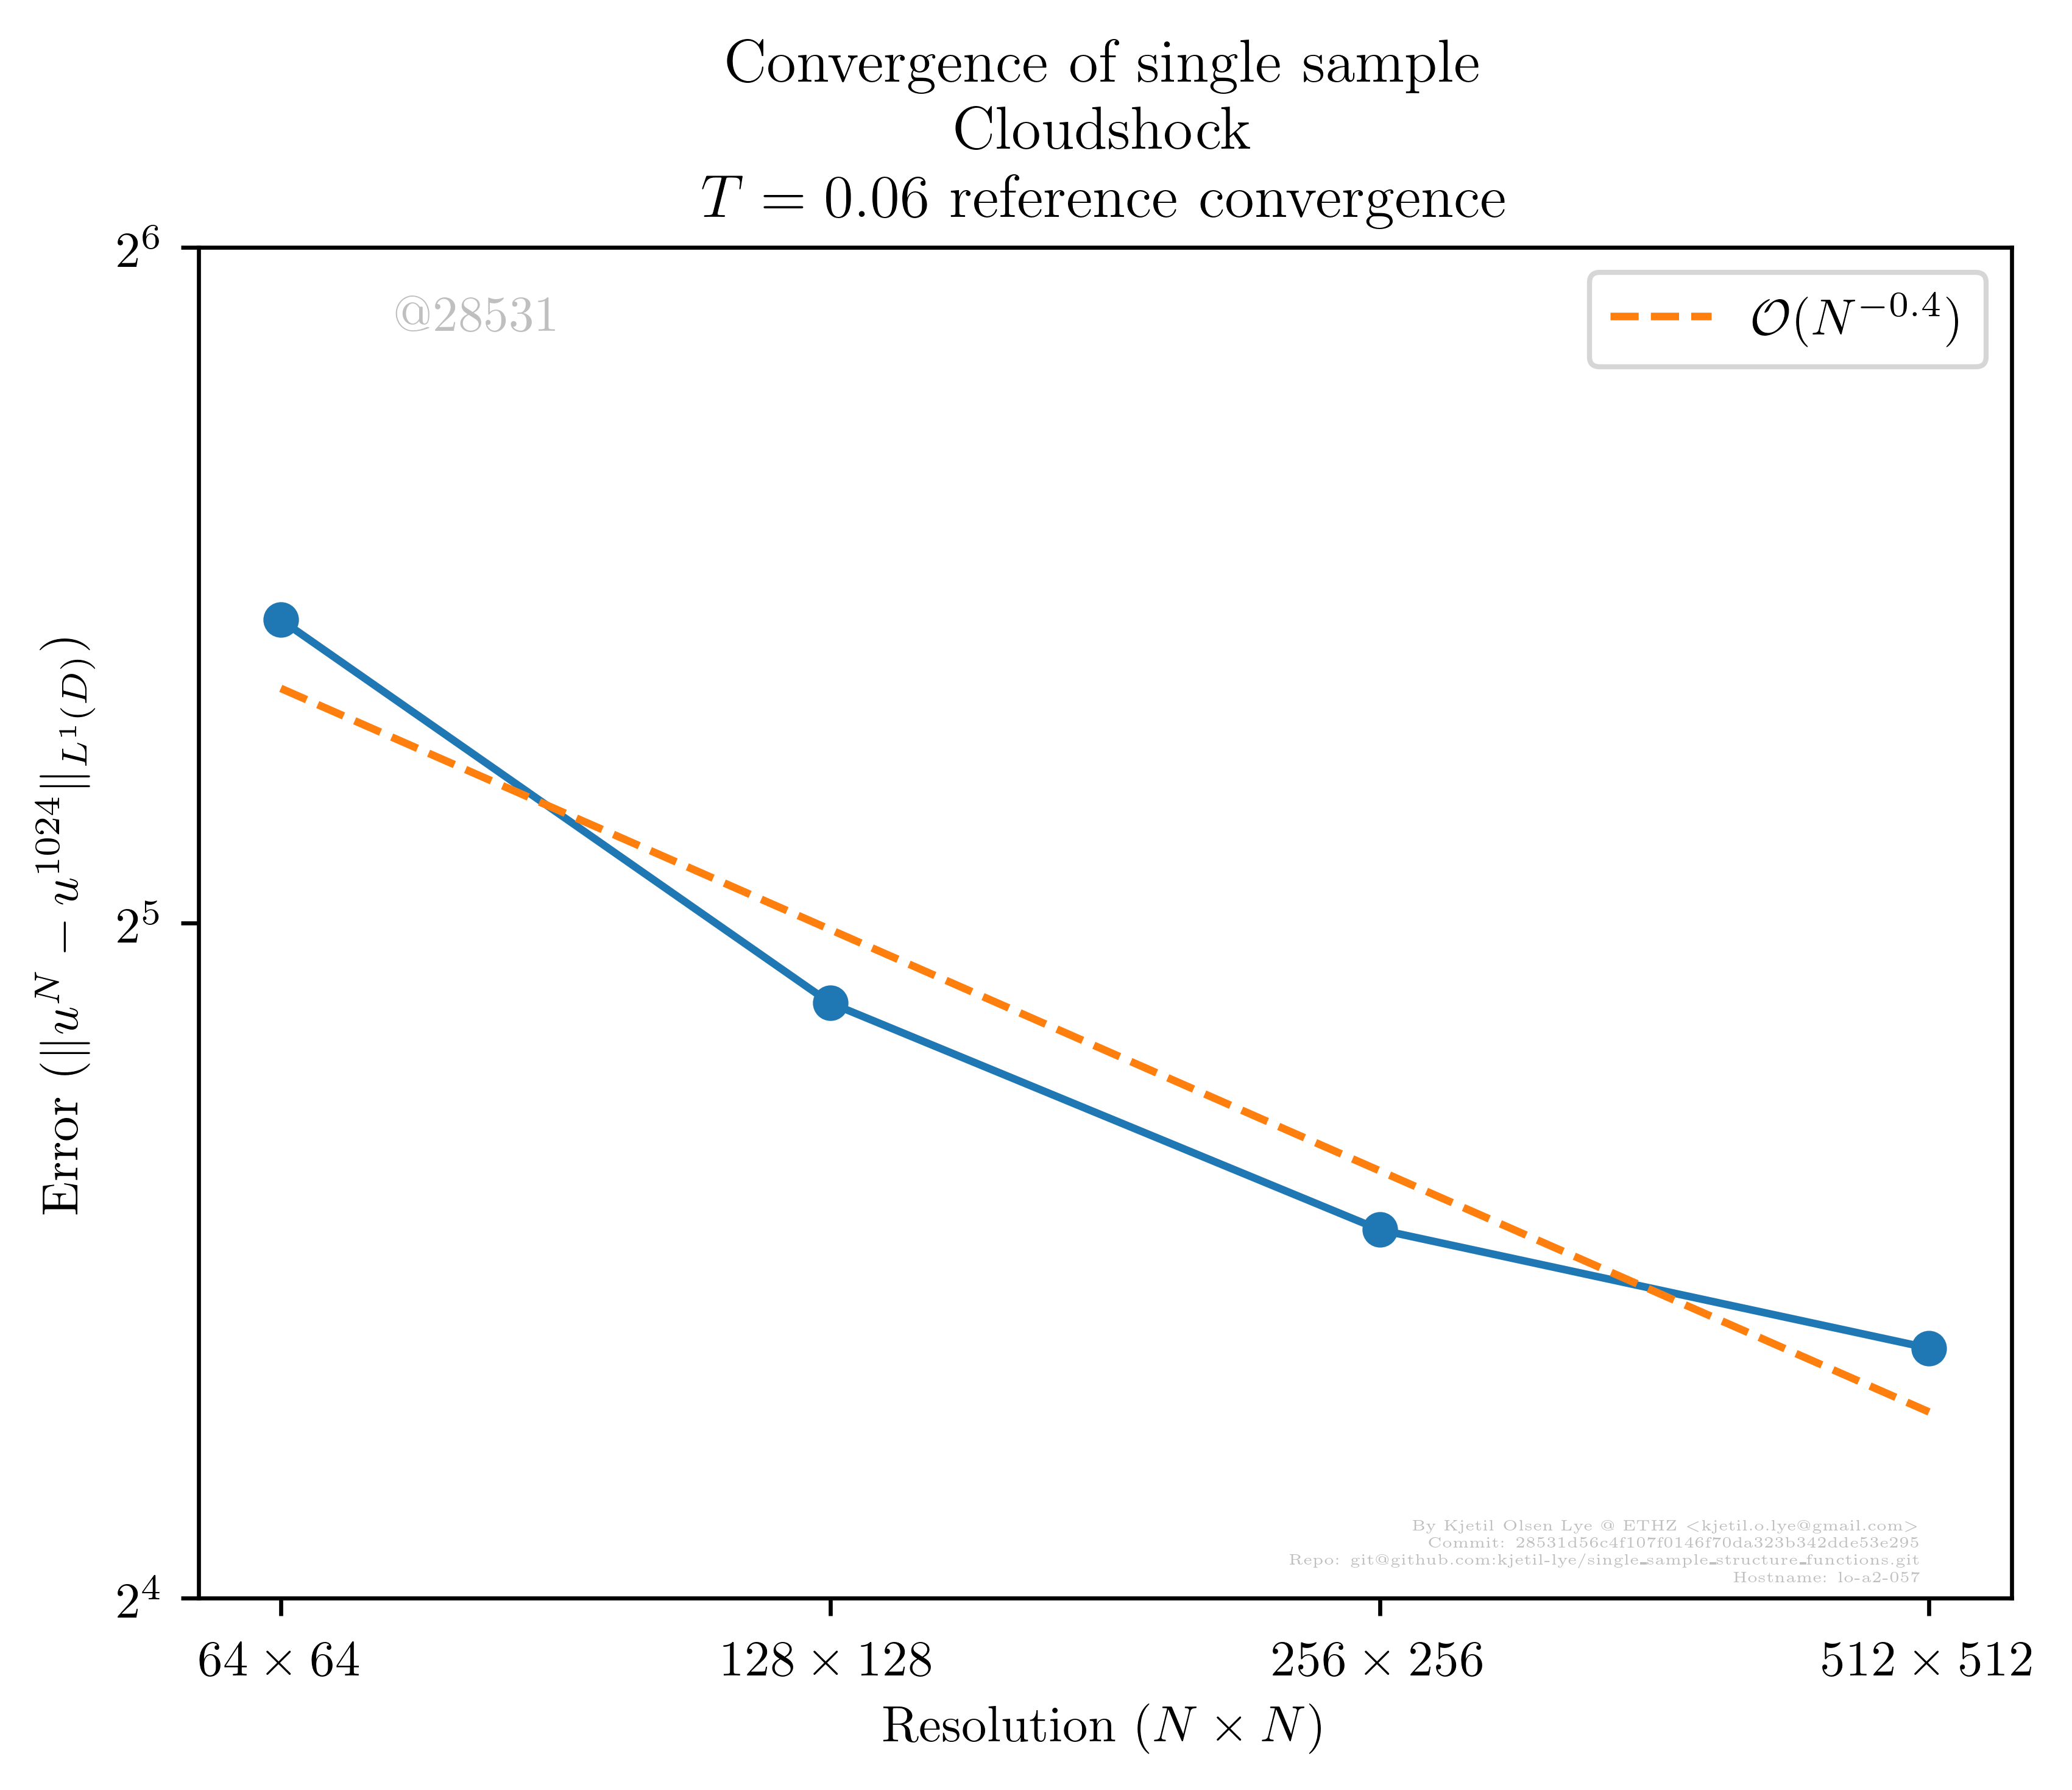 Convergence of single sample
Cloudshock
T = 0.06 reference convergence
2^6
@28531
O(N^{-0.4})
2^5
Error (||u^N − u^{1024}||_{L^1(D)})
By Kjetil Olsen Lye @ ETHZ <kjetil.o.lye@gmail.com>
Commit: 28531d56c4f107f0146f70da323b342dde53e295
Repo: git@github.com:kjetil-lye/single_sample_structure_functions.git
Hostname: lo-a2-057
2^4
64 × 64 128 × 128 256 × 256 512 × 512
Resolution (N × N)